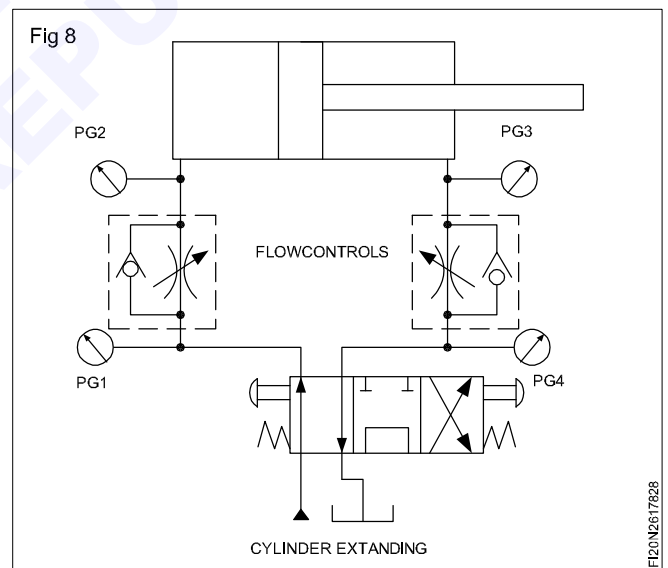 Fig 8
PG2
PG3
FLOWCONTROLS
PG1
PG4
CYLINDER EXTANDING
FI20N2617828